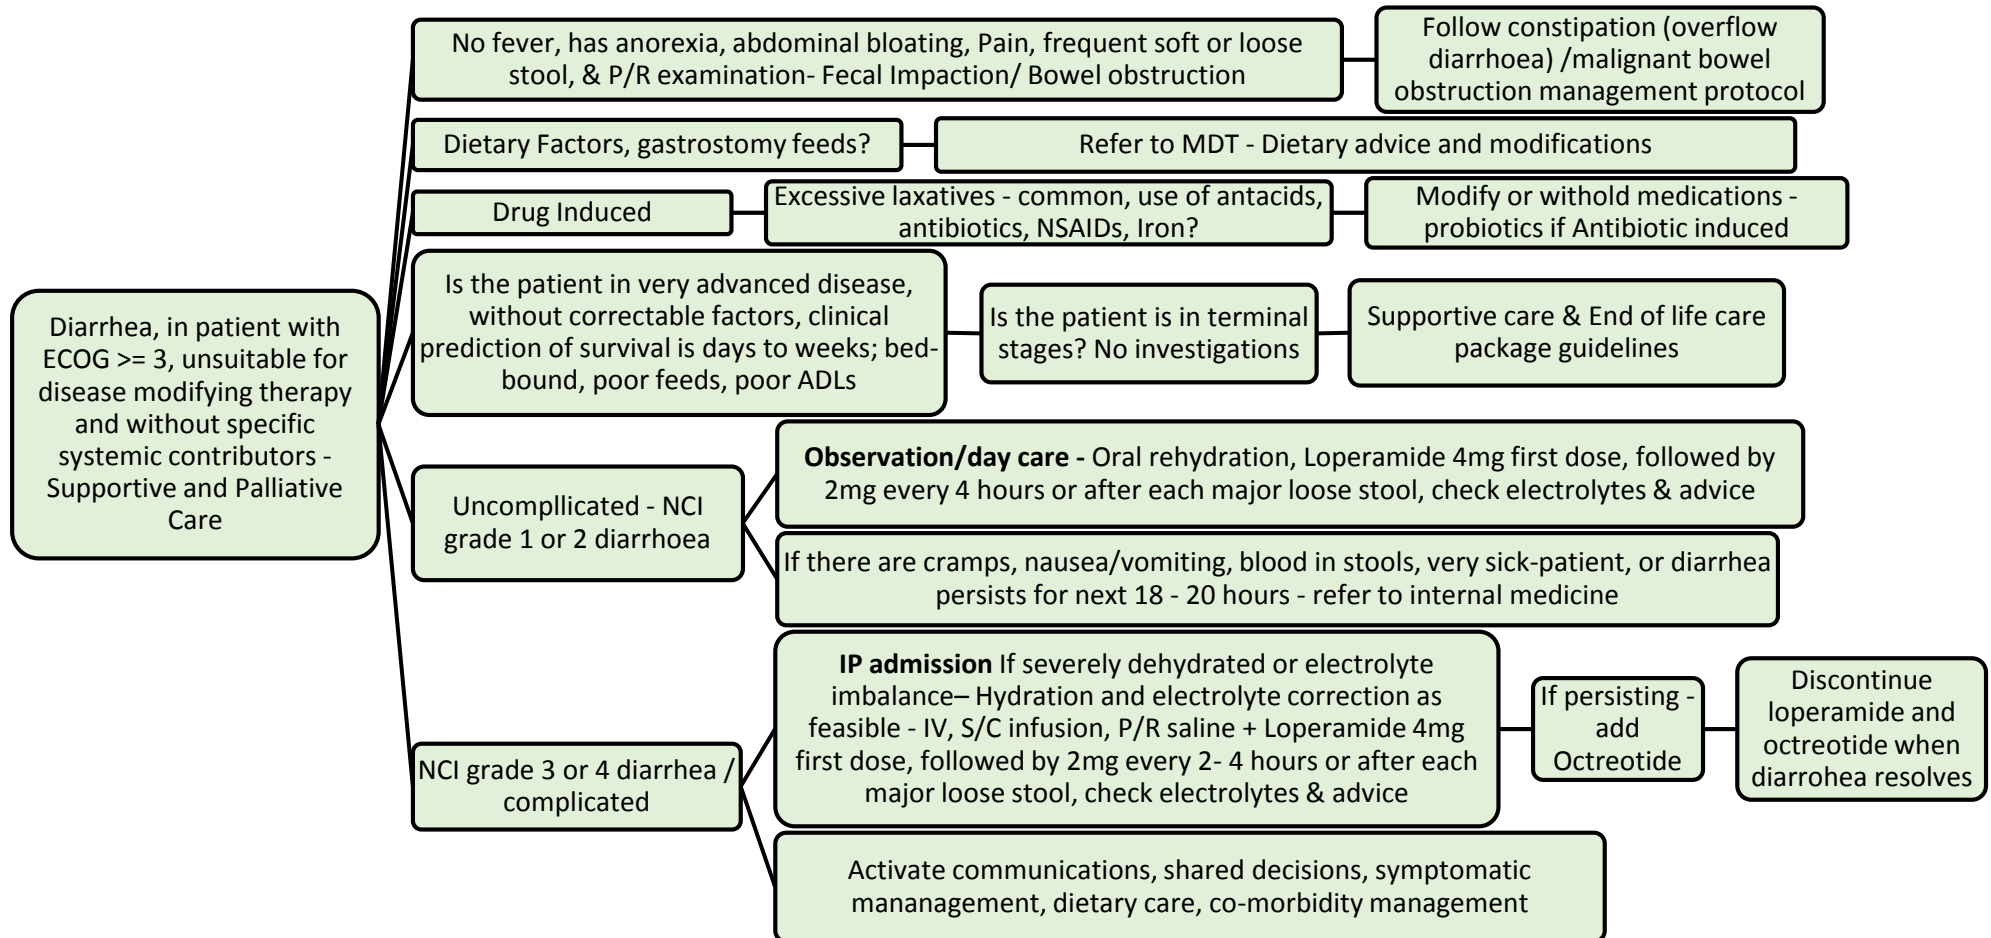 Diarrhea, in patient with
ECOG >= 3, unsuitable for
disease modifying therapy
and without specific
systemic contributors -
Supportive and Palliative
Care
No fever, has anorexia, abdominal bloating, Pain, frequent soft or loose
stool, & P/R examination- Fecal Impaction/ Bowel obstruction
Follow constipation (overflow
diarrhoea) /malignant bowel
obstruction management protocol
Dietary Factors, gastrostomy feeds?
Refer to MDT - Dietary advice and modifications
Drug Induced
Excessive laxatives - common, use of antacids,
antibiotics, NSAIDs, Iron?
Modify or withold medications -
probiotics if Antibiotic induced
Is the patient in very advanced disease,
without correctable factors, clinical
prediction of survival is days to weeks; bed-
bound, poor feeds, poor ADLs
Is the patient is in terminal
stages? No investigations
Supportive care & End of life care
package guidelines
Uncompllicated - NCI
grade 1 or 2 diarrhoea
Observation/day care - Oral rehydration, Loperamide 4mg first dose, followed by
2mg every 4 hours or after each major loose stool, check electrolytes & advice
If there are cramps, nausea/vomiting, blood in stools, very sick-patient, or diarrhea
persists for next 18 - 20 hours - refer to internal medicine
NCI grade 3 or 4 diarrhea /
complicated
IP admission If severely dehydrated or electrolyte
imbalance– Hydration and electrolyte correction as
feasible - IV, S/C infusion, P/R saline + Loperamide 4mg
first dose, followed by 2mg every 2- 4 hours or after each
major loose stool, check electrolytes & advice
If persisting -
add
Octreotide
Discontinue
loperamide and
octreotide when
diarrohea resolves
Activate communications, shared decisions, symptomatic
mananagement, dietary care, co-morbidity management